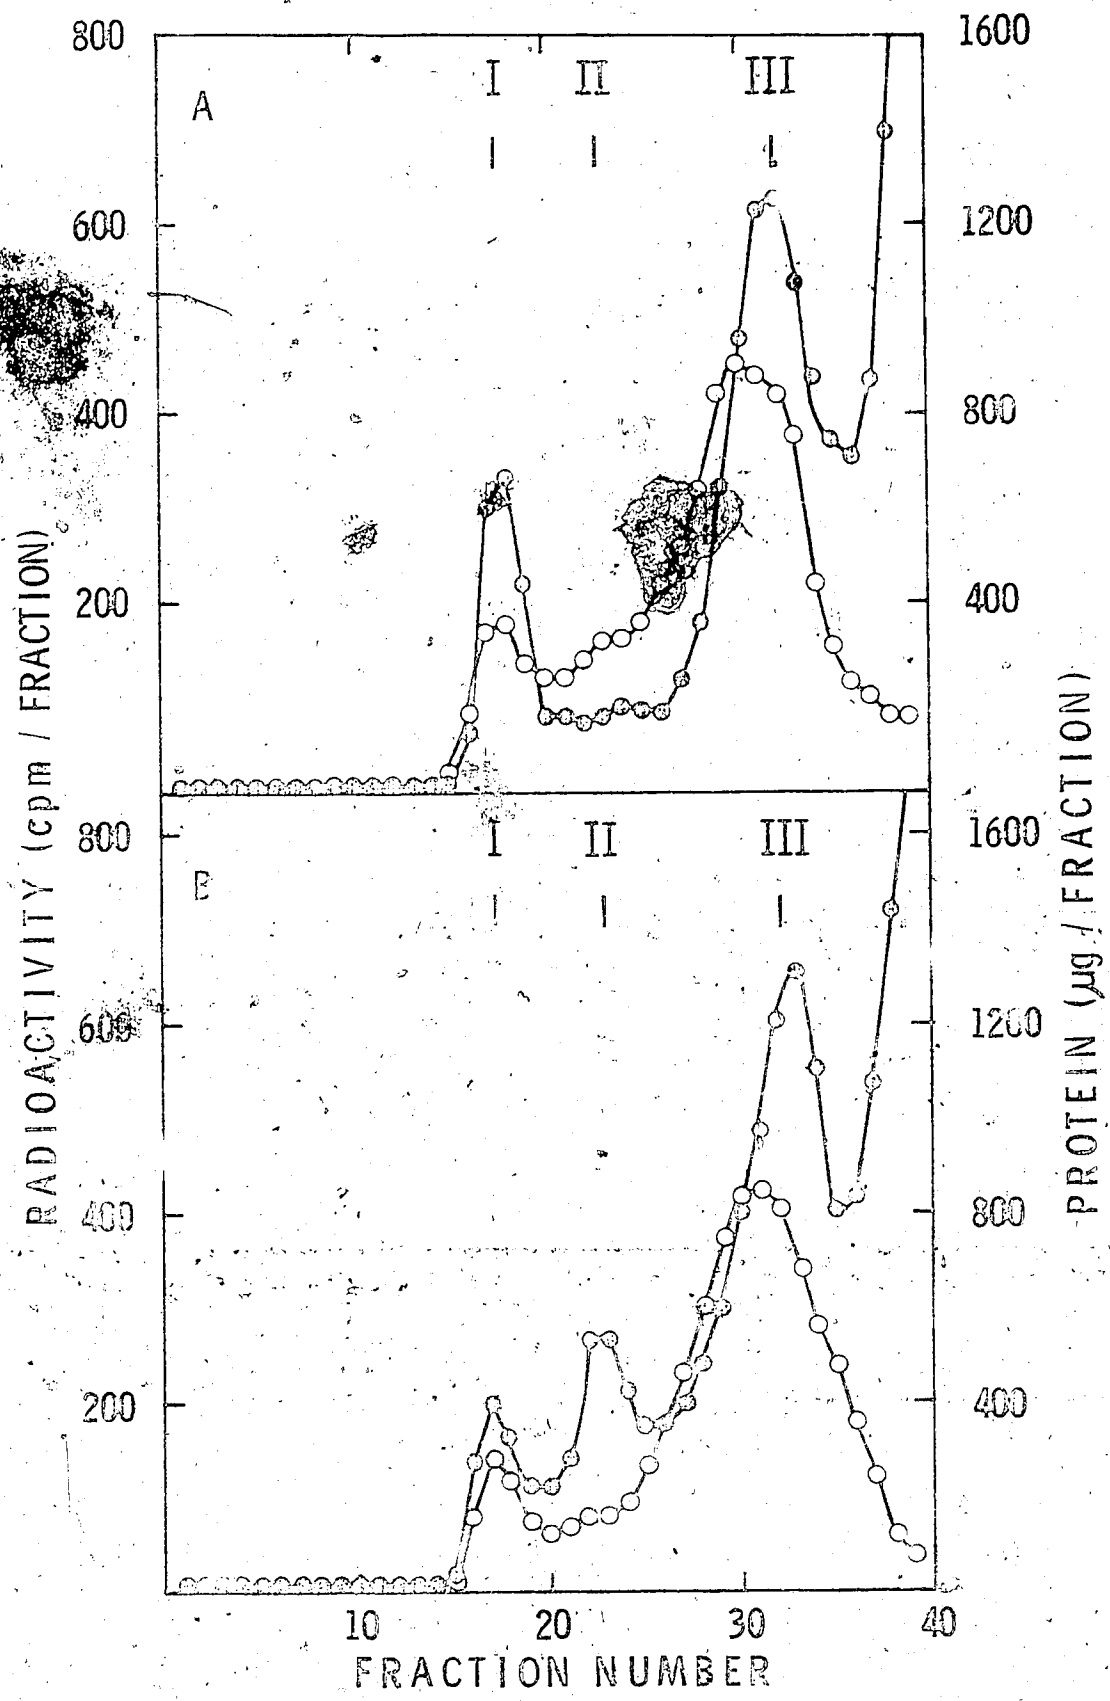 800
1600
I II III
A
600
1200
400
800
200
400
RADIOACTIVITY (cpm / FRACTION)
PROTEIN (µg / FRACTION)
800
1600
I II III
B
600
1200
400
800
200
400
10 20 30 40
FRACTION NUMBER